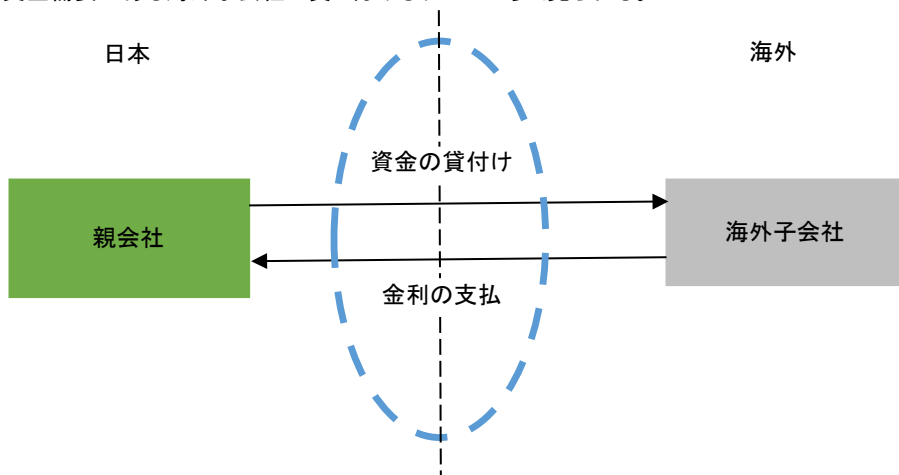 日本
海外
資金の貸付け
親会社
海外子会社
金利の支払